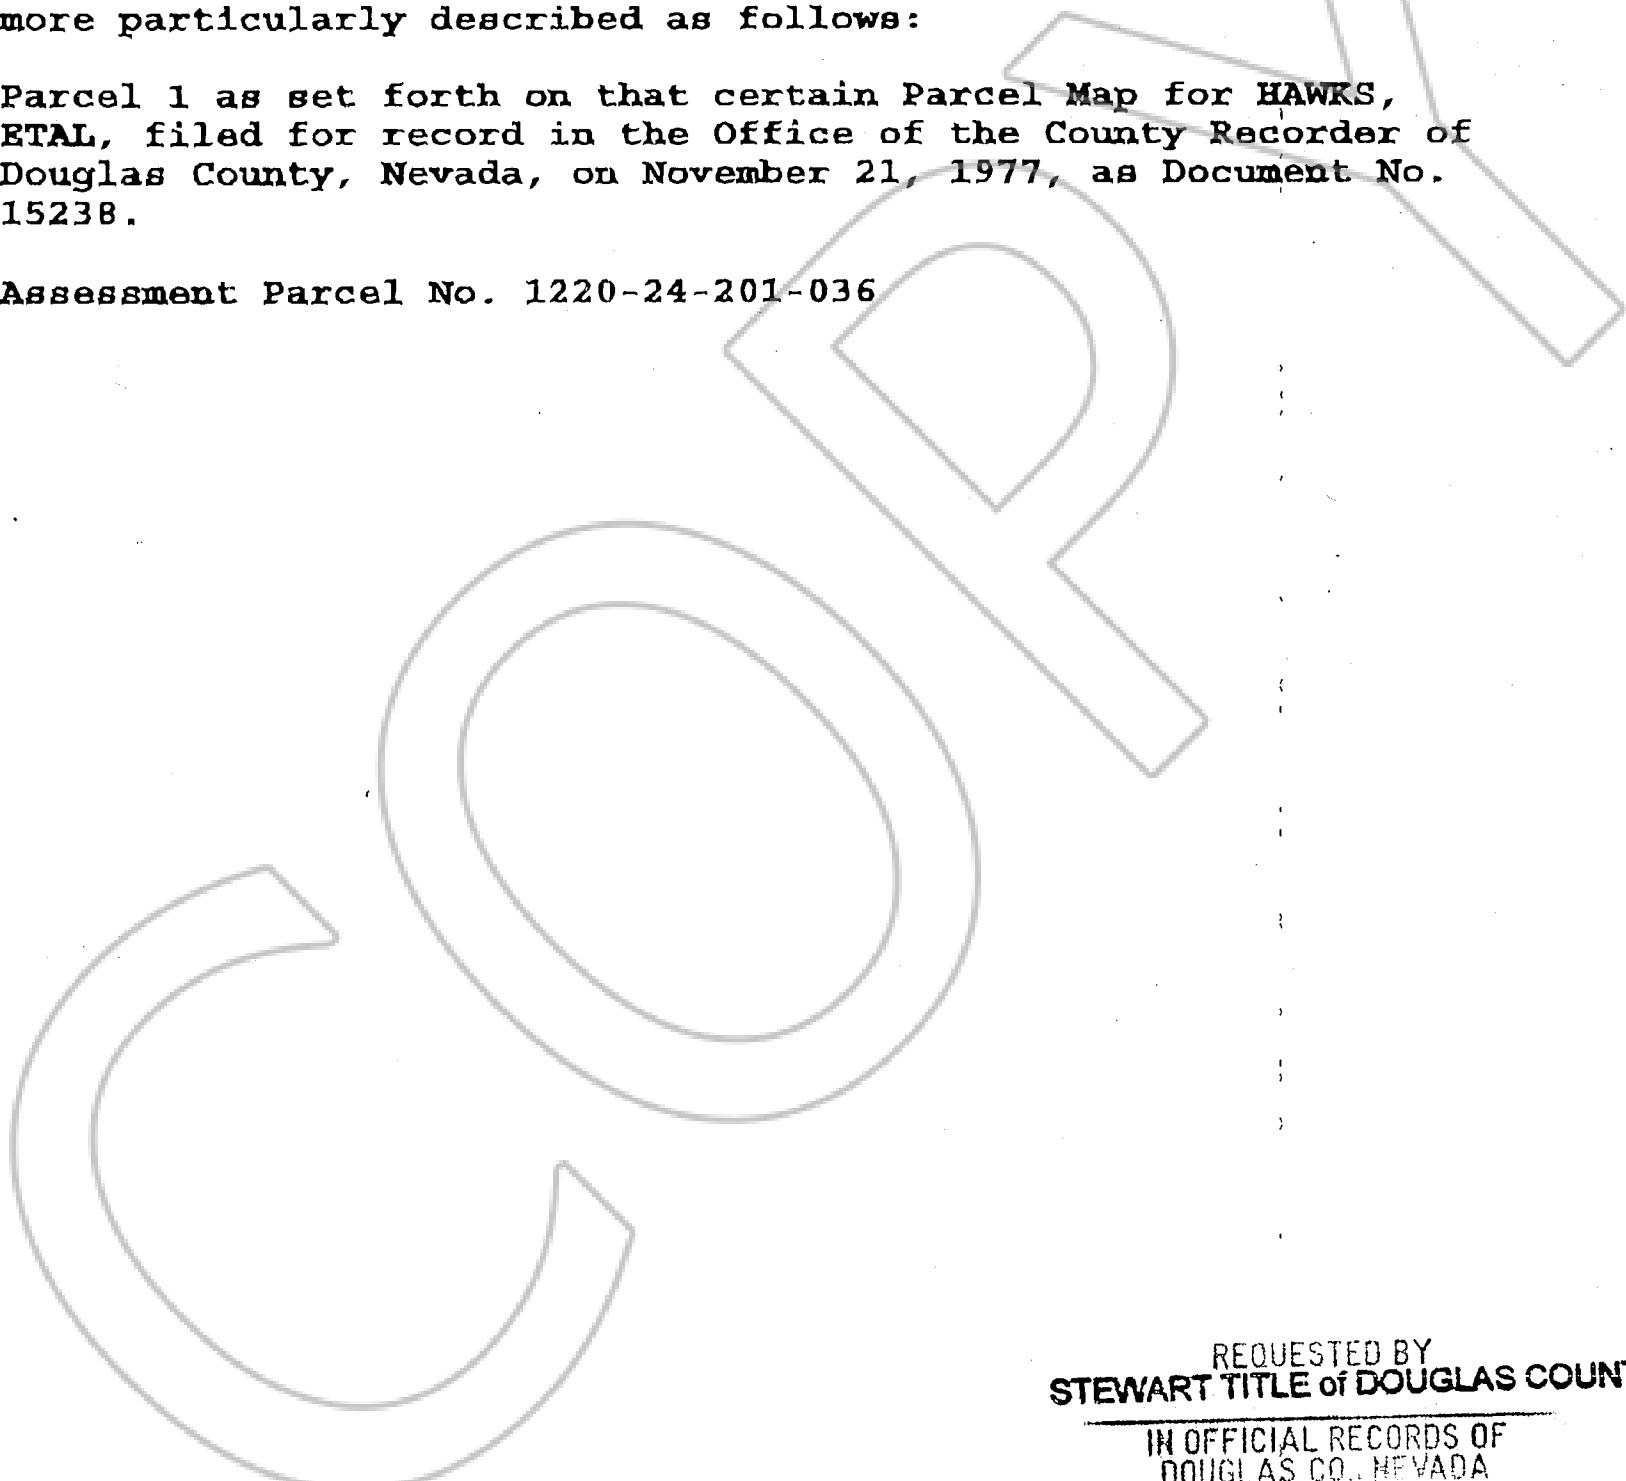 more particularly described as follows:
Parcel 1 as set forth on that certain Parcel Map for HAWKS,
ETAL, filed for record in the Office of the County Recorder of
Douglas County, Nevada, on November 21, 1977, as Document No.
15238.
Assessment Parcel No. 1220-24-201-036
COPY
REQUESTED BY
STEWART TITLE of DOUGLAS COUN
IN OFFICIAL RECORDS OF
DOUGLAS CO., NEVADA